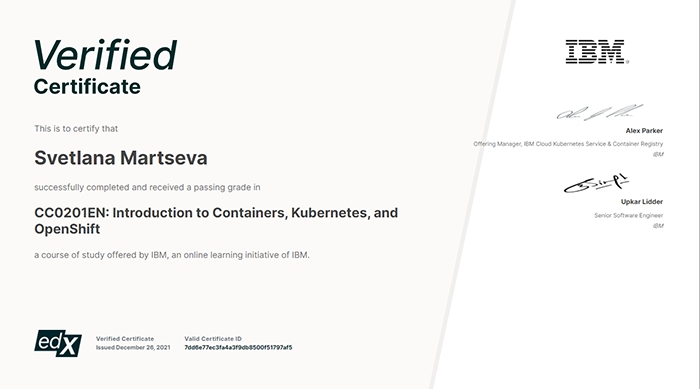 Verified
Certificate
This is to certify that
Svetlana Martseva
successfully completed and received a passing grade in
CC0201EN: Introduction to Containers, Kubernetes, and
OpenShift
a course of study offered by IBM, an online learning initiative of IBM.
edX
Verified Certificate
Issued December 26, 2021
Valid Certificate ID
7dd6e77ec3fa4a3f9db8500f51797af5
IBM®
Alex Parker
Offering Manager, IBM Cloud Kubernetes Service & Container Registry
IBM
Upkar Lidder
Senior Software Engineer
IBM